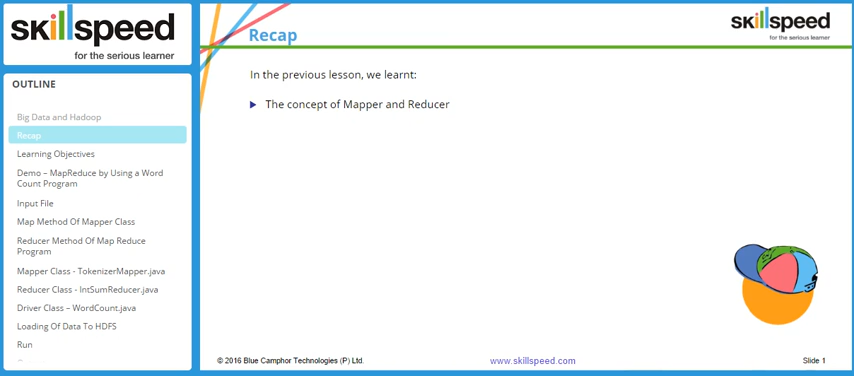 skillspeed
for the serious learner
OUTLINE
Big Data and Hadoop
Recap
Learning Objectives
Demo – MapReduce by Using a Word
Count Program
Input File
Map Method Of Mapper Class
Reducer Method Of Map Reduce
Program
Mapper Class - TokenizerMapper.java
Reducer Class - IntSumReducer.java
Driver Class – WordCount.java
Loading Of Data To HDFS
Run
Recap
skillspeed
for the serious learner
In the previous lesson, we learnt:
The concept of Mapper and Reducer
© 2016 Blue Camphor Technologies (P) Ltd.
www.skillspeed.com
Slide 1